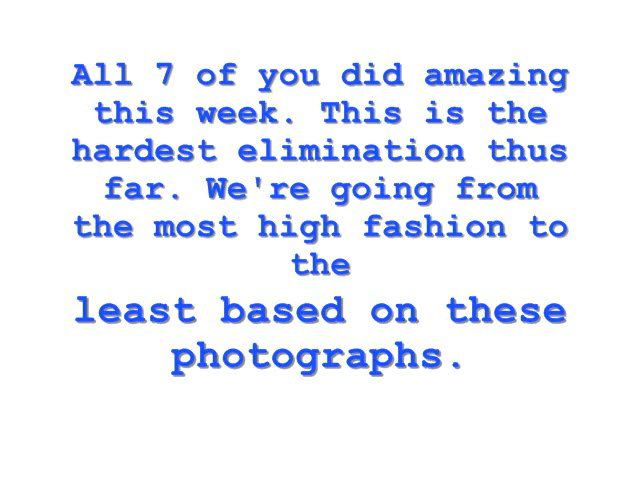 All 7 of you did amazing
this week. This is the
hardest elimination thus
far. We're going from
the most high fashion to
the
least based on these
photographs.